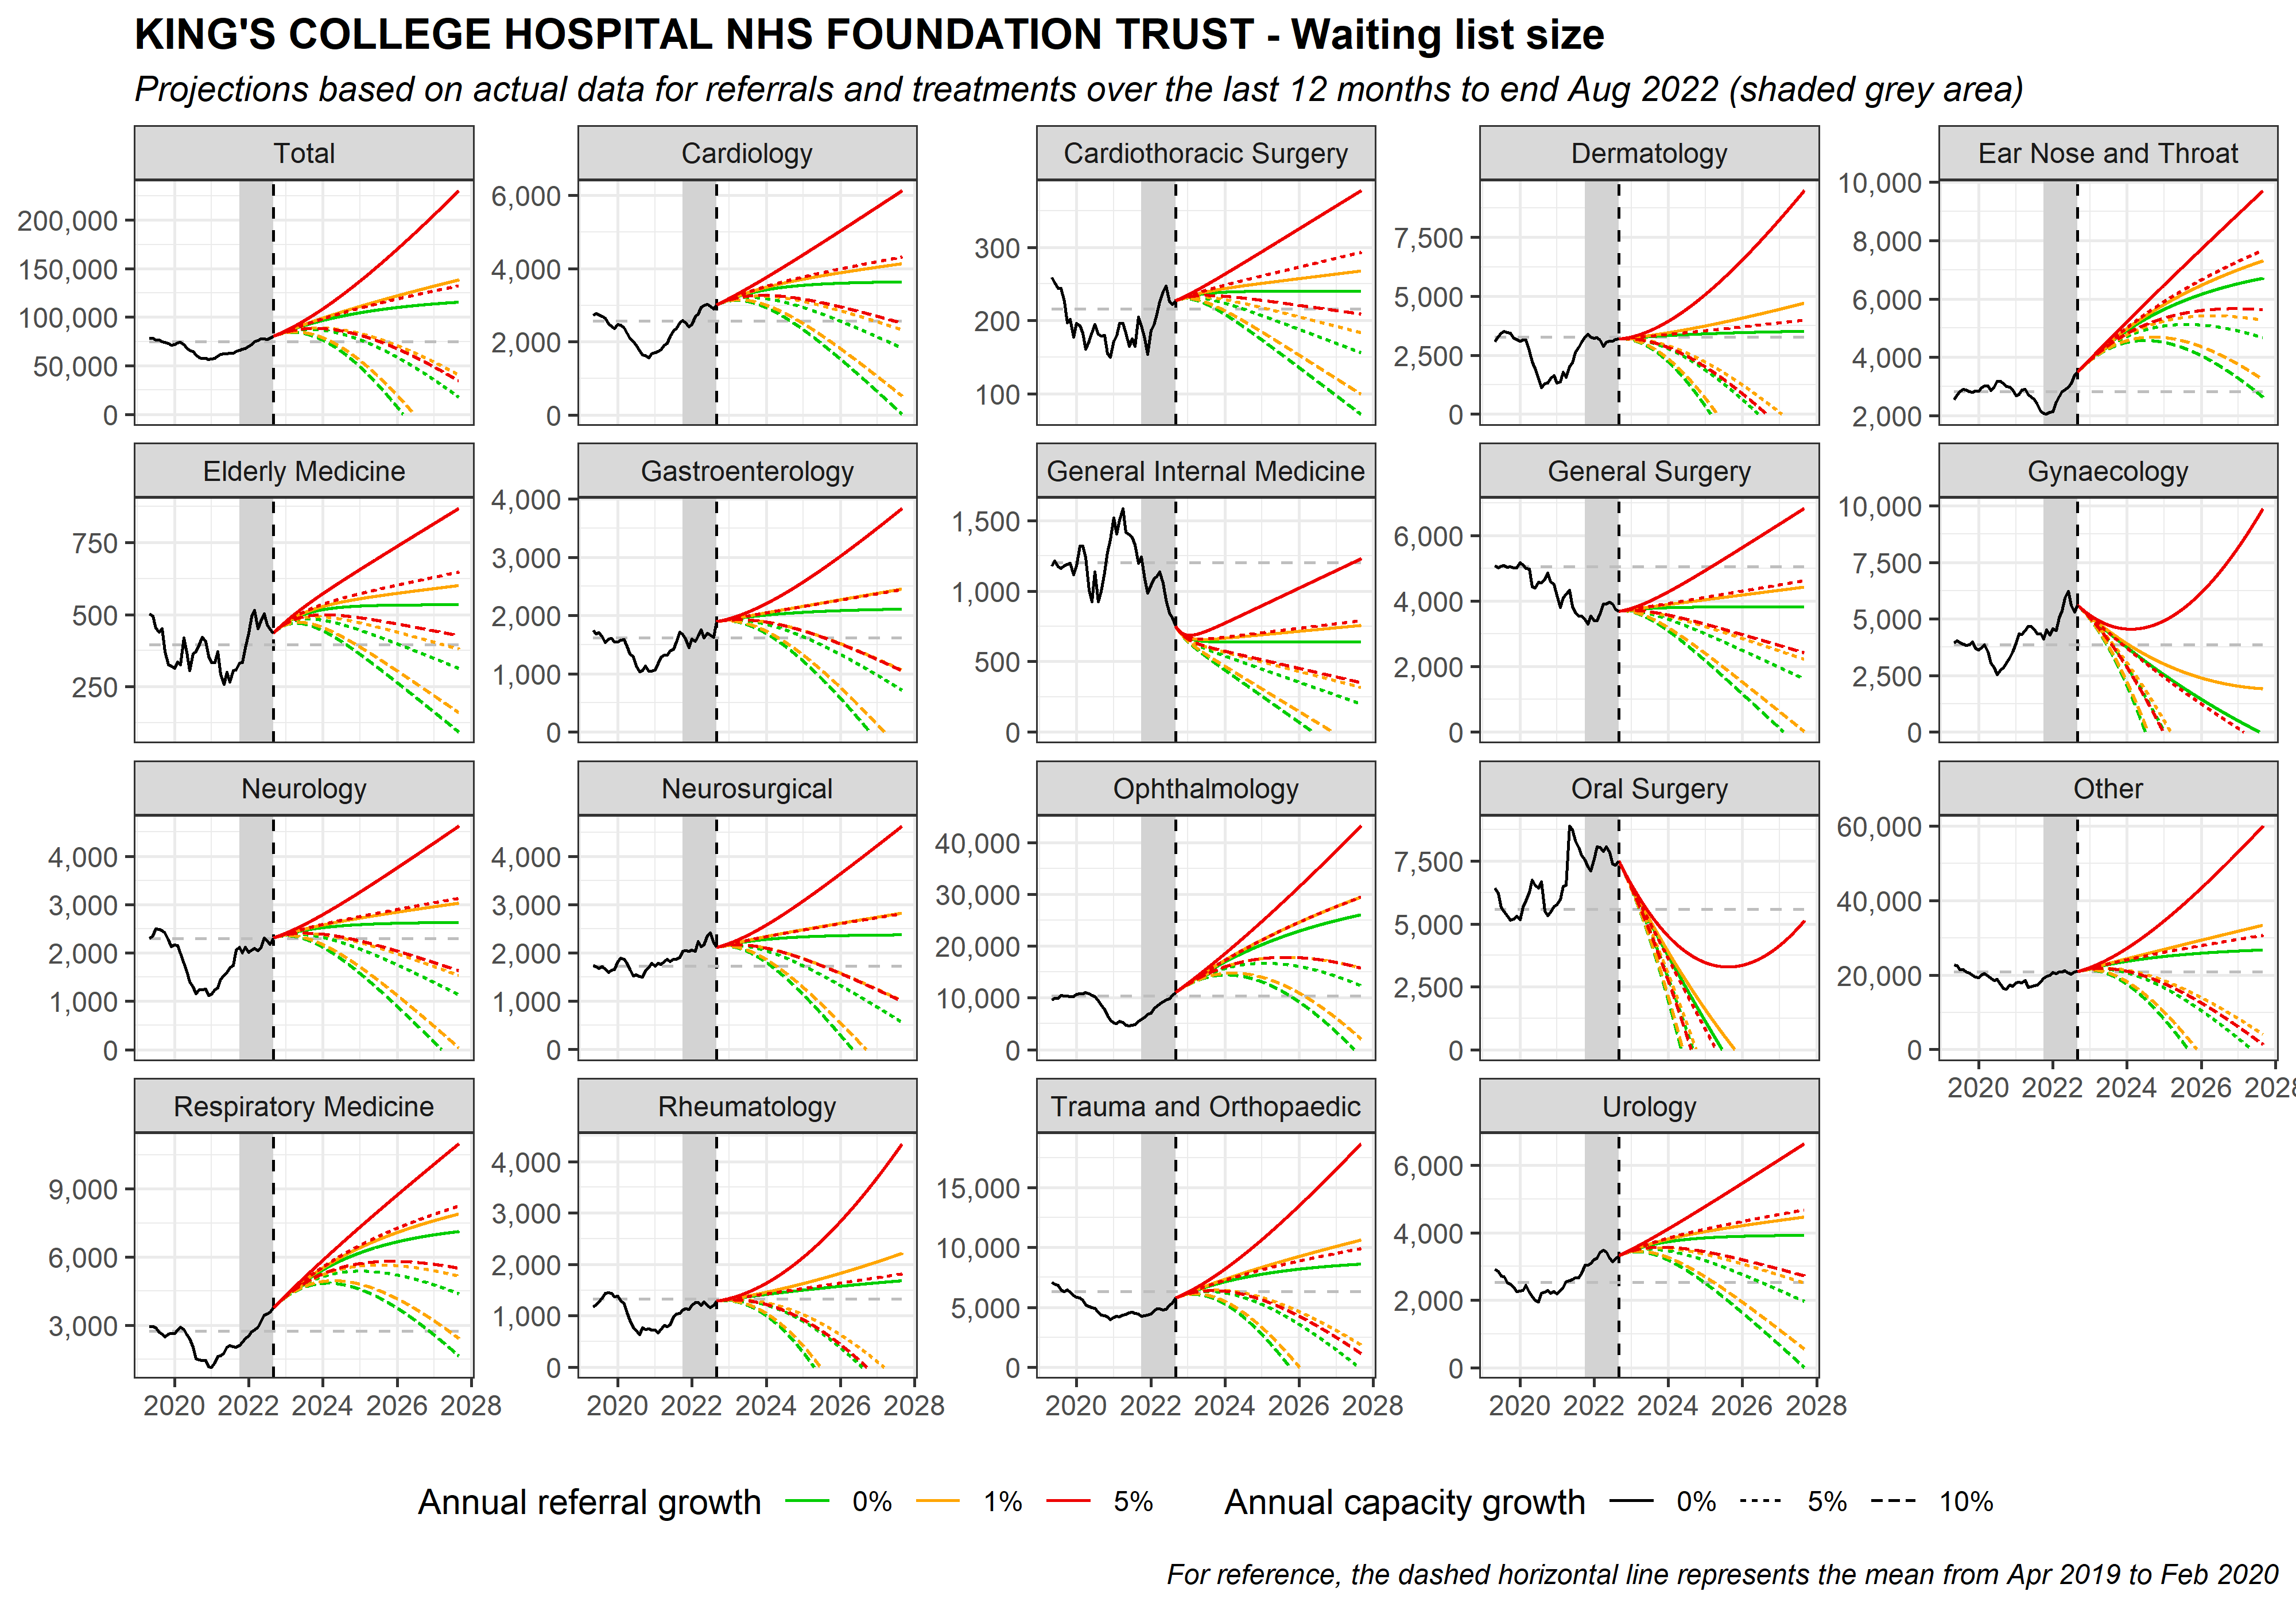 KING'S COLLEGE HOSPITAL NHS FOUNDATION TRUST - Waiting list size
Projections based on actual data for referrals and treatments over the last 12 months to end Aug 2022 (shaded grey area)
Total
200,000
150,000
100,000
50,000
0
Cardiology
6,000
4,000
2,000
0
Cardiothoracic Surgery
300
200
100
Dermatology
7,500
5,000
2,500
0
Ear Nose and Throat
10,000
8,000
6,000
4,000
2,000
Elderly Medicine
750
500
250
Gastroenterology
4,000
3,000
2,000
1,000
0
General Internal Medicine
1,500
1,000
500
0
General Surgery
6,000
4,000
2,000
0
Gynaecology
10,000
7,500
5,000
2,500
0
Neurology
4,000
3,000
2,000
1,000
0
Neurosurgical
4,000
3,000
2,000
1,000
0
Ophthalmology
40,000
30,000
20,000
10,000
0
Oral Surgery
7,500
5,000
2,500
0
Other
60,000
40,000
20,000
0
2020 2022 2024 2026 2028
Respiratory Medicine
9,000
6,000
3,000
2020 2022 2024 2026 2028
Rheumatology
4,000
3,000
2,000
1,000
0
2020 2022 2024 2026 2028
Trauma and Orthopaedic
15,000
10,000
5,000
0
2020 2022 2024 2026 2028
Urology
6,000
4,000
2,000
0
2020 2022 2024 2026 2028
Annual referral growth 0% 1% 5% Annual capacity growth 0% 5% 10%
For reference, the dashed horizontal line represents the mean from Apr 2019 to Feb 2020